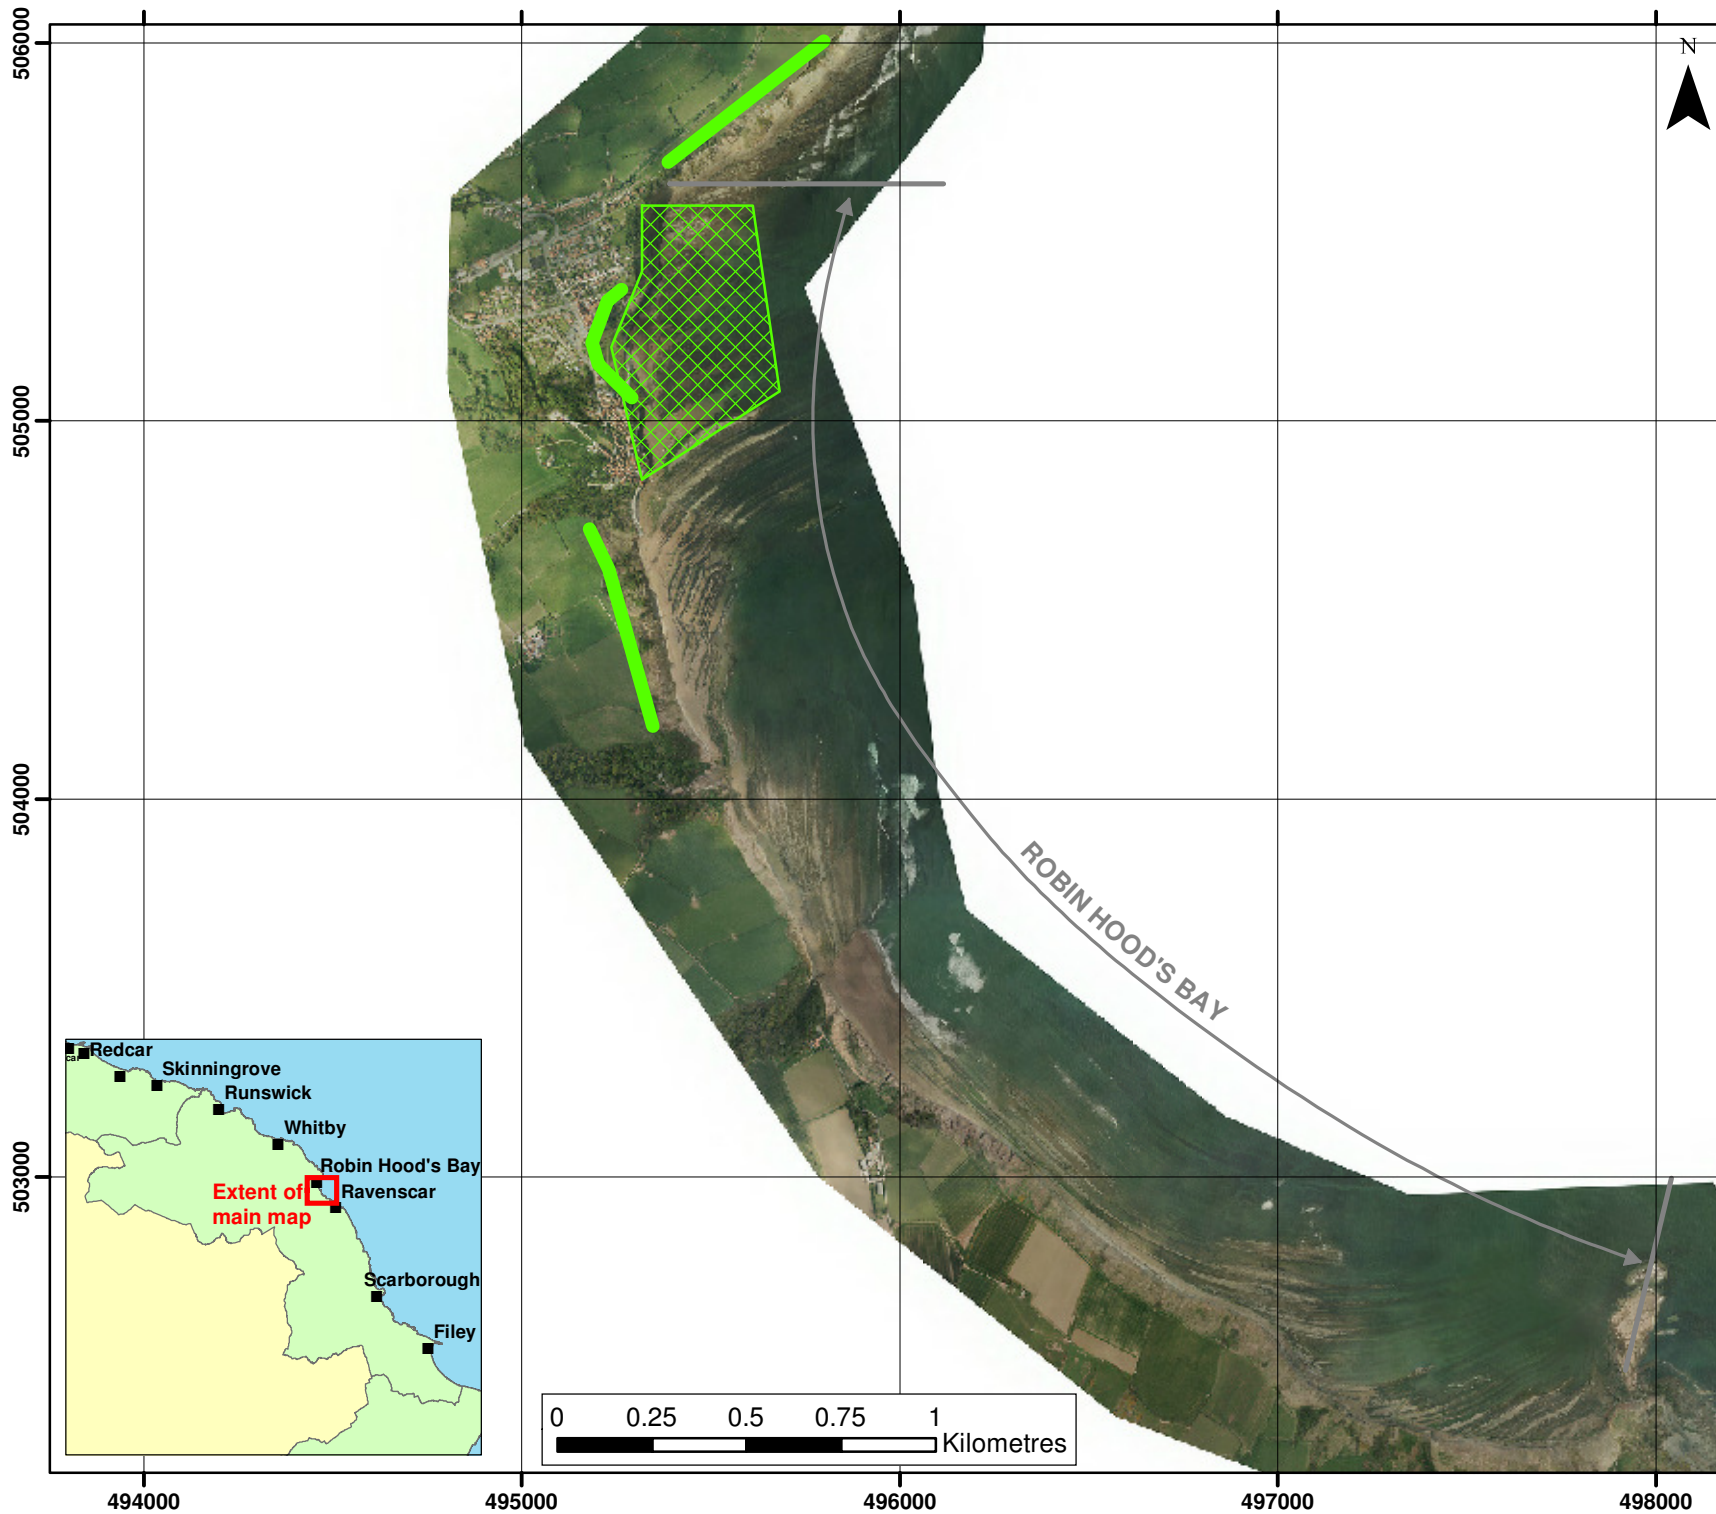 506000
505000
504000
503000
N
ROBIN HOOD'S BAY
car
Redcar
Skinningrove
Runswick
Whitby
Robin Hood's Bay
Extent of
main map
Ravenscar
Scarborough
Filey
0 0.25 0.5 0.75 1
Kilometres
494000 495000 496000 497000 498000